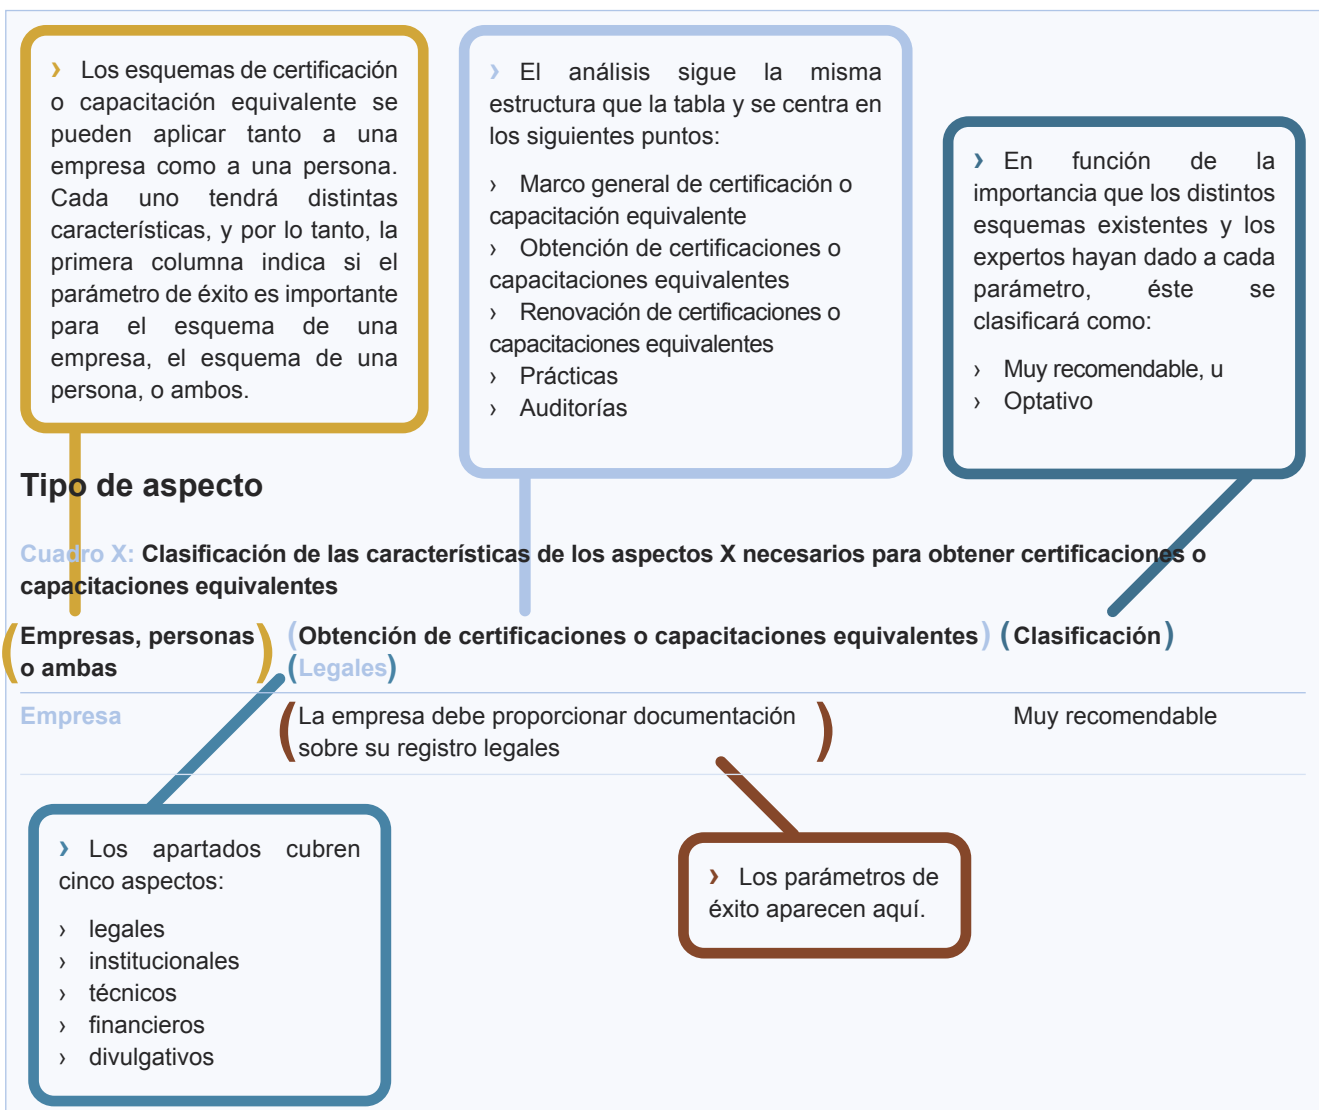 › Los esquemas de certificación
o capacitación equivalente se
pueden aplicar tanto a una
empresa como a una persona.
Cada uno tendrá distintas
características, y por lo tanto, la
primera columna indica si el
parámetro de éxito es importante
para el esquema de una
empresa, el esquema de una
persona, o ambos.
› El análisis sigue la misma
estructura que la tabla y se centra en
los siguientes puntos:
› Marco general de certificación o
capacitación equivalente
› Obtención de certificaciones o
capacitaciones equivalentes
› Renovación de certificaciones o
capacitaciones equivalentes
› Prácticas
› Auditorías
› En función de la
importancia que los distintos
esquemas existentes y los
expertos hayan dado a cada
parámetro, éste se
clasificará como:
› Muy recomendable, u
› Optativo
Tipo de aspecto
Cuadro X: Clasificación de las características de los aspectos X necesarios para obtener certificaciones o
capacitaciones equivalentes
(Empresas, personas
o ambas)
(Obtención de certificaciones o capacitaciones equivalentes)
(Legales)
(Clasificación)
Empresa
(La empresa debe proporcionar documentación
sobre su registro legales)
Muy recomendable
› Los apartados cubren
cinco aspectos:
› legales
› institucionales
› técnicos
› financieros
› divulgativos
› Los parámetros de
éxito aparecen aquí.